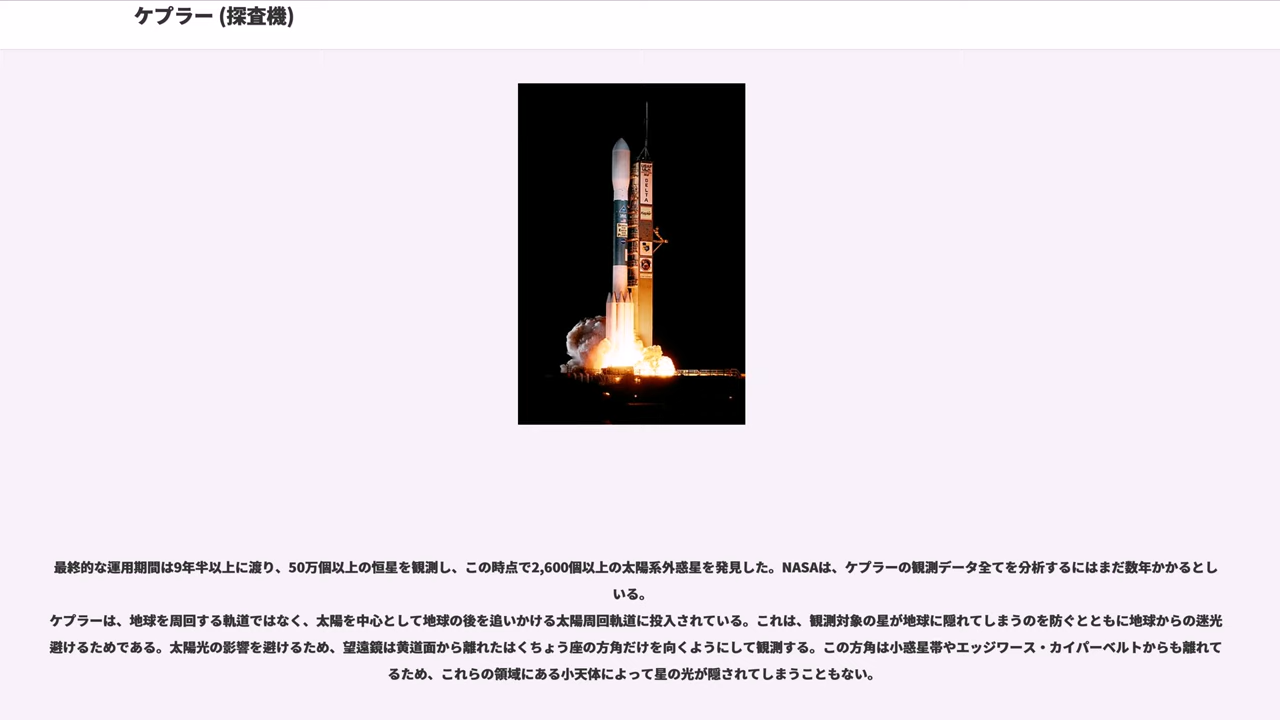 ケプラー (探査機)
DELTA
最終的な運用期間は9年半以上に渡り、50万個以上の恒星を観測し、この時点で2,600個以上の太陽系外惑星を発見した。NASAは、ケプラーの観測データ全てを分析するにはまだ数年かかるとし
いる。
ケプラーは、地球を周回する軌道ではなく、太陽を中心として地球の後を追いかける太陽周回軌道に投入されている。これは、観測対象の星が地球に隠れてしまうのを防ぐとともに地球からの迷光
避けるためである。太陽光の影響を避けるため、望遠鏡は黄道面から離れたはくちょう座の方角だけを向くようにして観測する。この方角は小惑星帯やエッジワース・カイパーベルトからも離れて
るため、これらの領域にある小天体によって星の光が隠されてしまうこともない。